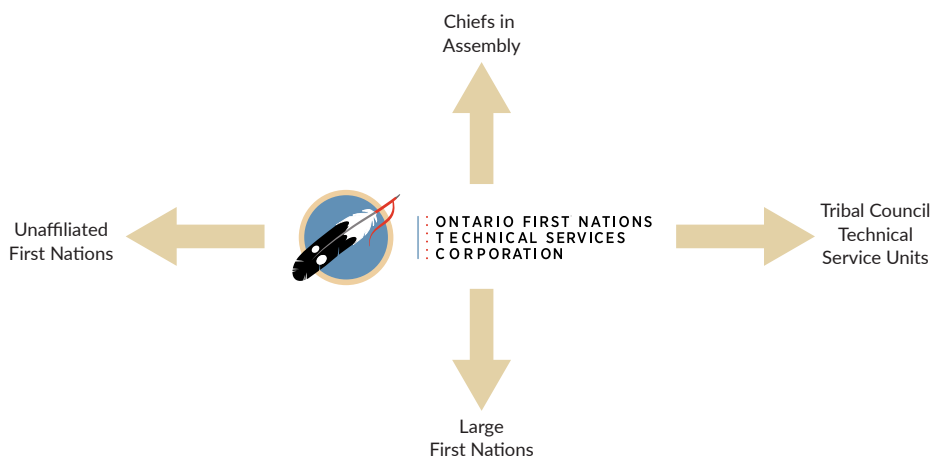 Chiefs in
Assembly
Unaffiliated
First Nations
ONTARIO FIRST NATIONS
TECHNICAL SERVICES
CORPORATION
Tribal Council
Technical
Service Units
Large
First Nations